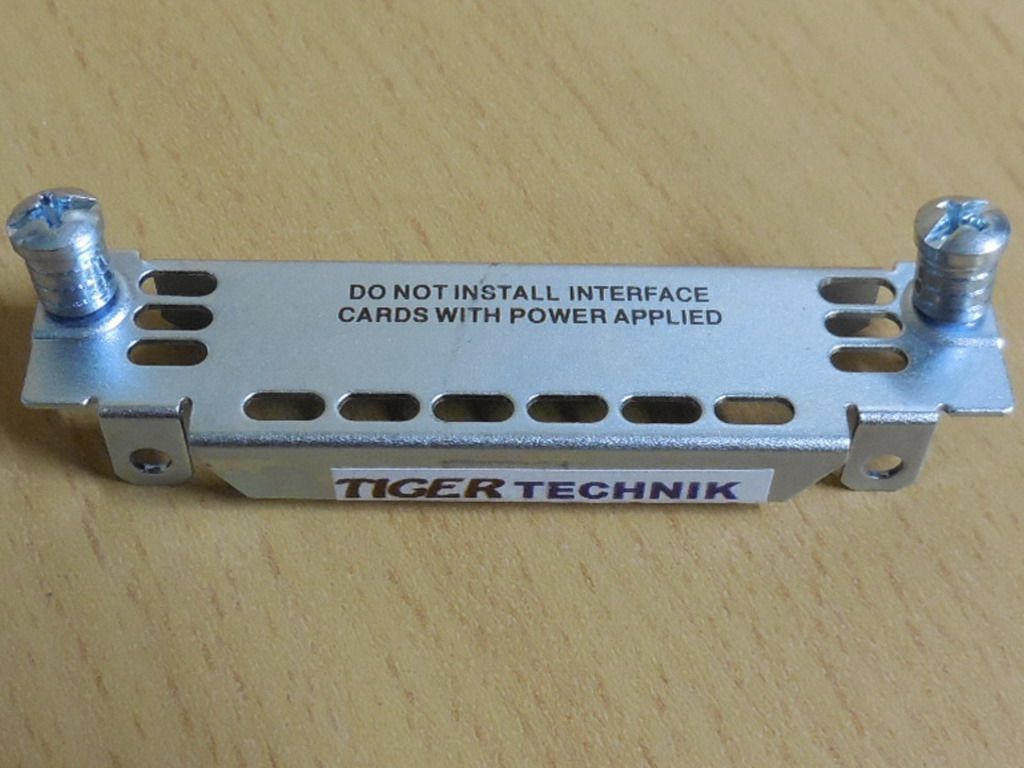 DO NOT INSTALL INTERFACE
CARDS WITH POWER APPLIED
TIGER TECHNIK